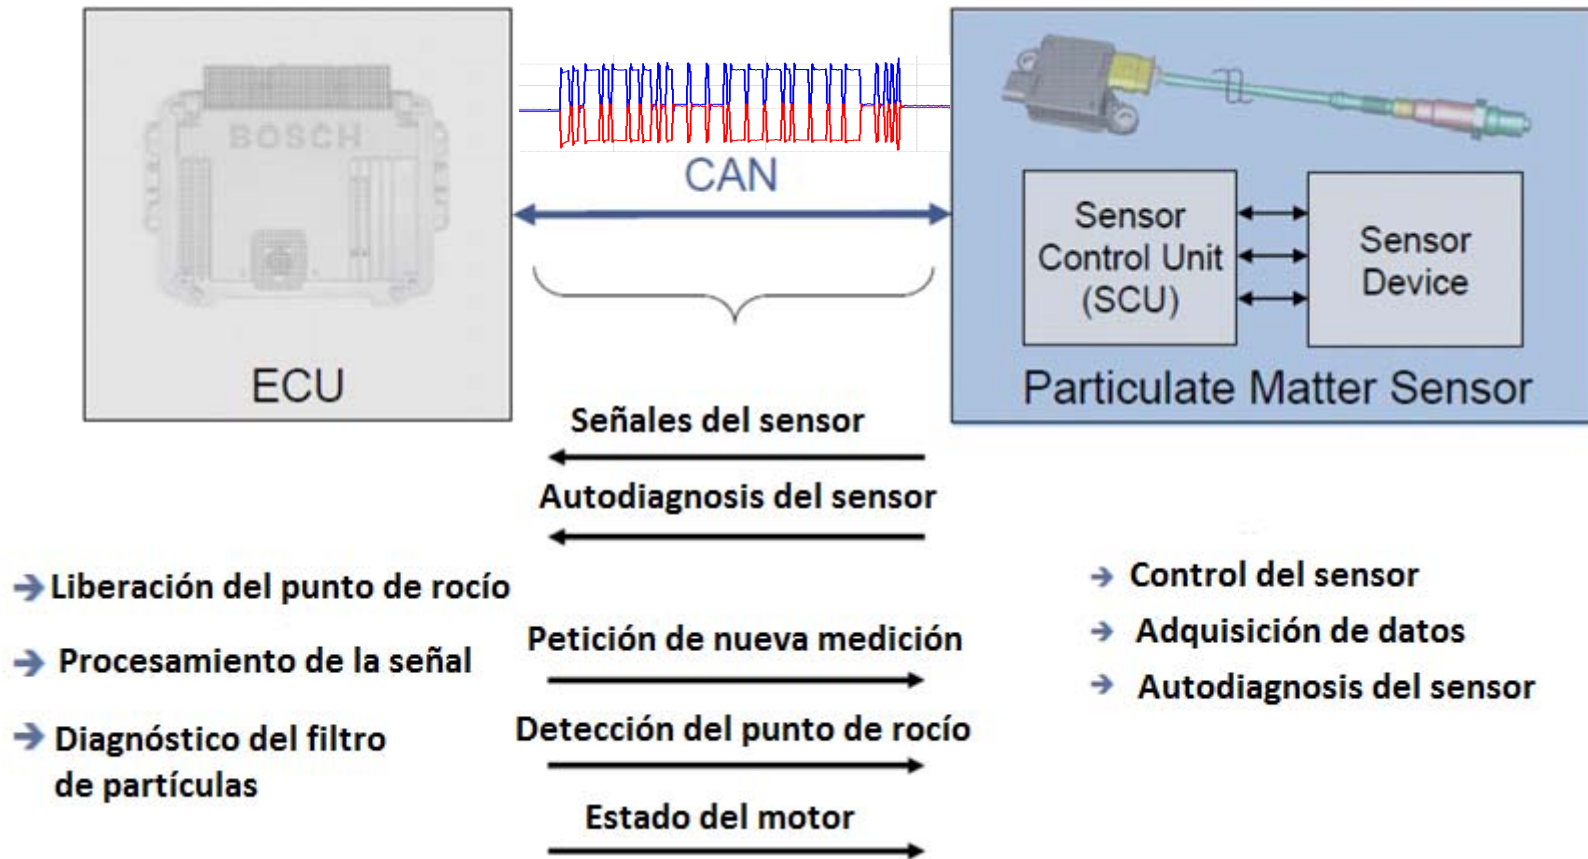 BOSCH
ECU
CAN
Sensor
Control Unit
(SCU)
Sensor
Device
Particulate Matter Sensor
Señales del sensor
Autodiagnosis del sensor
Liberación del punto de rocío
Procesamiento de la señal
Diagnóstico del filtro
de partículas
Petición de nueva medición
Detección del punto de rocío
Estado del motor
Control del sensor
Adquisición de datos
Autodiagnosis del sensor